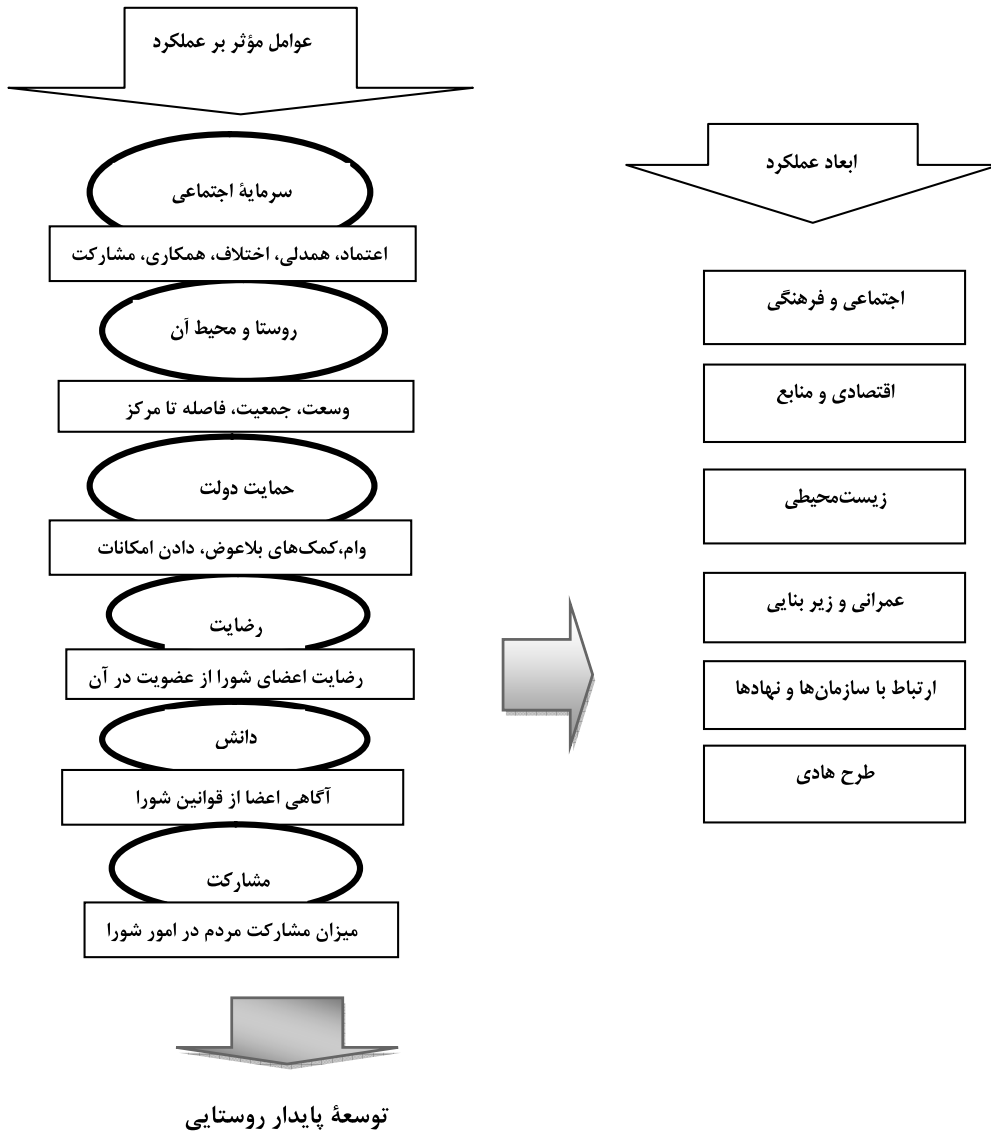 عوامل مؤثر بر عملکرد
سرمایۀ اجتماعی
اعتماد، همدلی، اختلاف، همکاری، مشارکت
روستا و محیط آن
وسعت، جمعیت، فاصله تا مرکز
حمایت دولت
وام،کمک‌های بلاعوض، دادن امکانات
رضایت
رضایت اعضای شورا از عضویت در آن
دانش
آگاهی اعضا از قوانین شورا
مشارکت
میزان مشارکت مردم در امور شورا
توسعۀ پایدار روستایی
ابعاد عملکرد
اجتماعی و فرهنگی
اقتصادی و منابع
زیست‌محیطی
عمرانی و زیر بنایی
ارتباط با سازمان‌ها و نهادها
طرح هادی